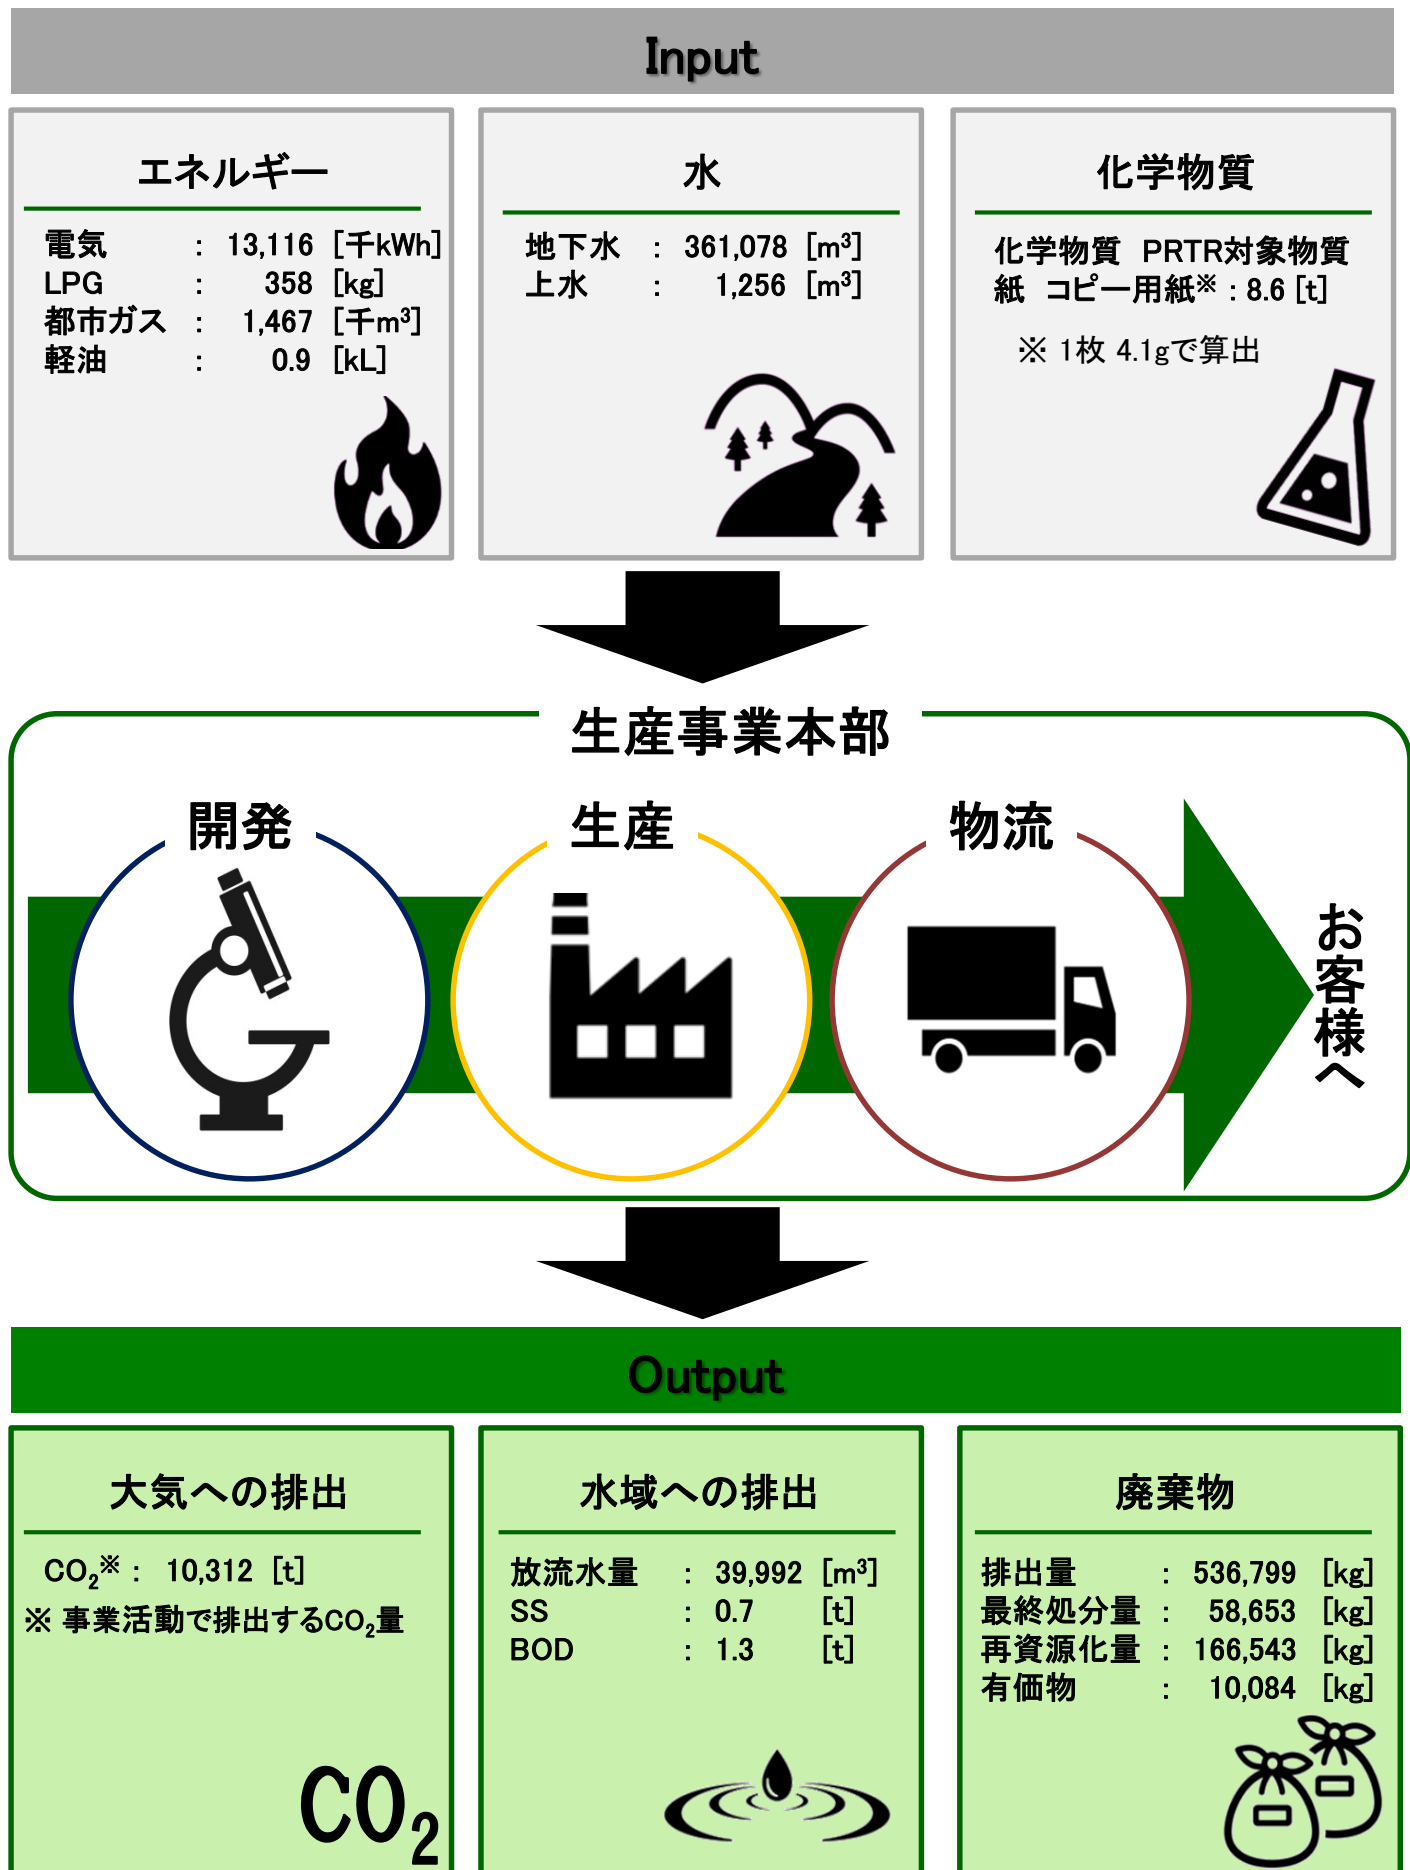 Input
エネルギー
電気 : 13,116 [千kWh]
LPG : 358 [kg]
都市ガス : 1,467 [千m³]
軽油 : 0.9 [kL]
水
地下水 : 361,078 [m³]
上水 : 1,256 [m³]
化学物質
化学物質 PRTR対象物質
紙 コピー用紙※ : 8.6 [t]
※ 1枚 4.1gで算出
生産事業本部
開発
生産
物流
お客様へ
Output
大気への排出
CO₂※ : 10,312 [t]
※ 事業活動で排出するCO₂量
CO₂
水域への排出
放流水量 : 39,992 [m³]
SS : 0.7 [t]
BOD : 1.3 [t]
廃棄物
排出量 : 536,799 [kg]
最終処分量 : 58,653 [kg]
再資源化量 : 166,543 [kg]
有価物 : 10,084 [kg]